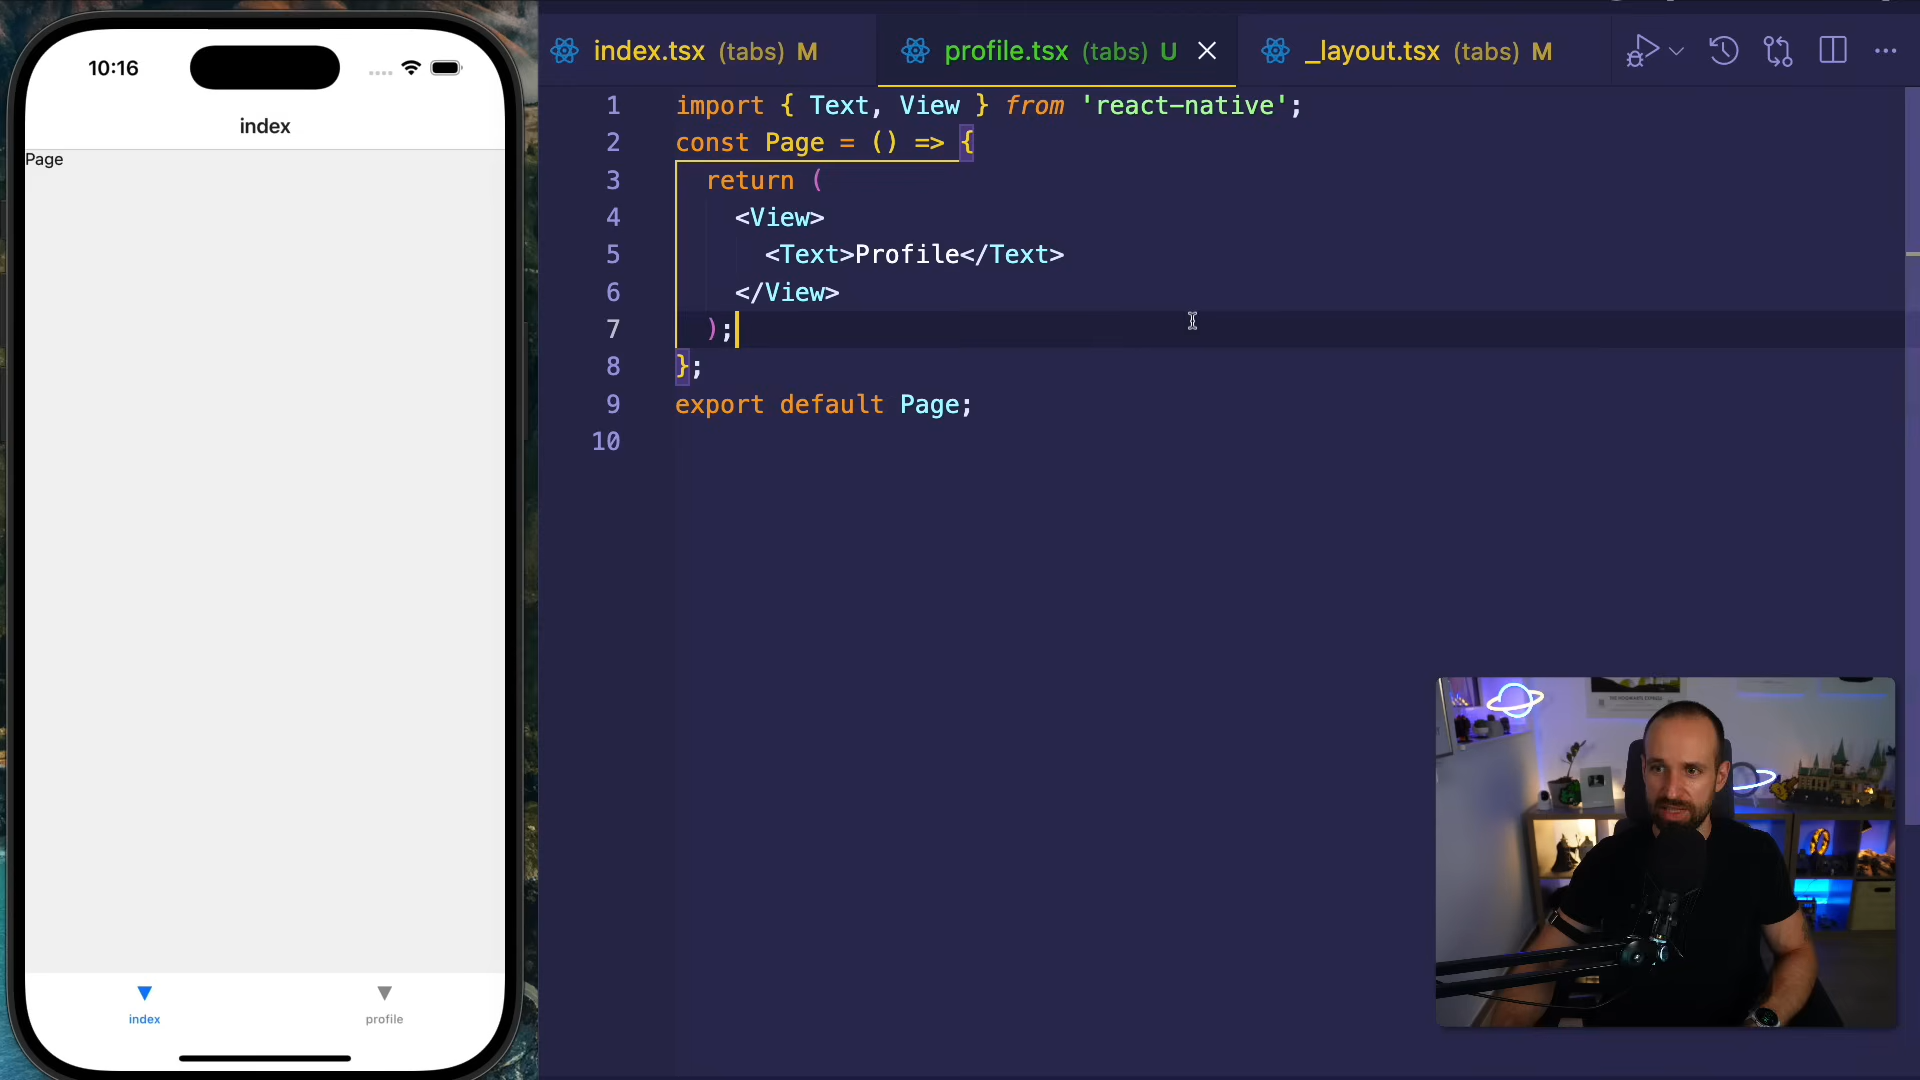 10:16
index
Page
index
profile
index.tsx (tabs) M
profile.tsx (tabs) U
_layout.tsx (tabs) M
1 import { Text, View } from 'react-native';
2 const Page = () => {
3 return (
4 <View>
5 <Text>Profile</Text>
6 </View>
7 );
8 };
9 export default Page;
10